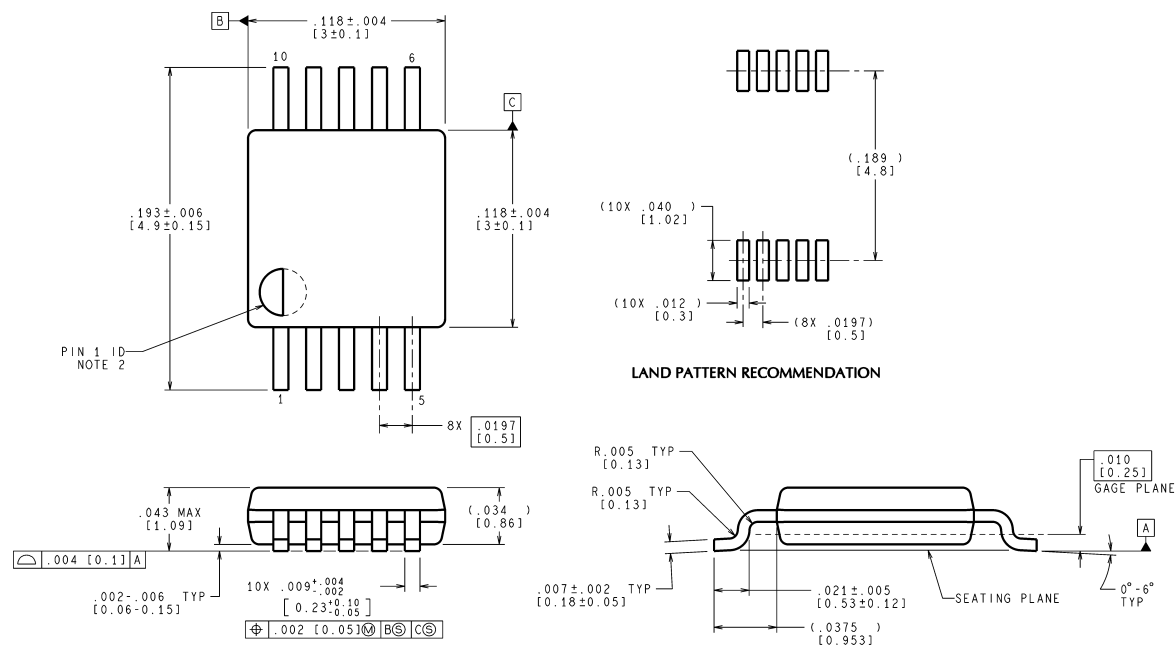 B
.118±.004
[3±0.1]
10
6
C
.193±.006
[4.9±0.15]
.118±.004
[3±0.1]
PIN 1 ID
NOTE 2
1
5
8X .0197
[0.5]
(.189 )
[4.8]
(10X .040 )
[1.02]
(10X .012 )
[0.3]
(8X .0197)
[0.5]
LAND PATTERN RECOMMENDATION
.043 MAX
[1.09]
(.034 )
[0.86]
⌓ .004 [0.1] A
.002-.006 TYP
[0.06-0.15]
10X .009 +.004 -.002
[ 0.23 +0.10 -0.05 ]
⌖ .002 [0.05]Ⓜ BⓈ CⓈ
R.005 TYP
[0.13]
R.005 TYP
[0.13]
.010
[0.25]
GAGE PLANE
A
.007±.002 TYP
[0.18±0.05]
.021±.005
[0.53±0.12]
(.0375 )
[0.953]
SEATING PLANE
0°-6°
TYP